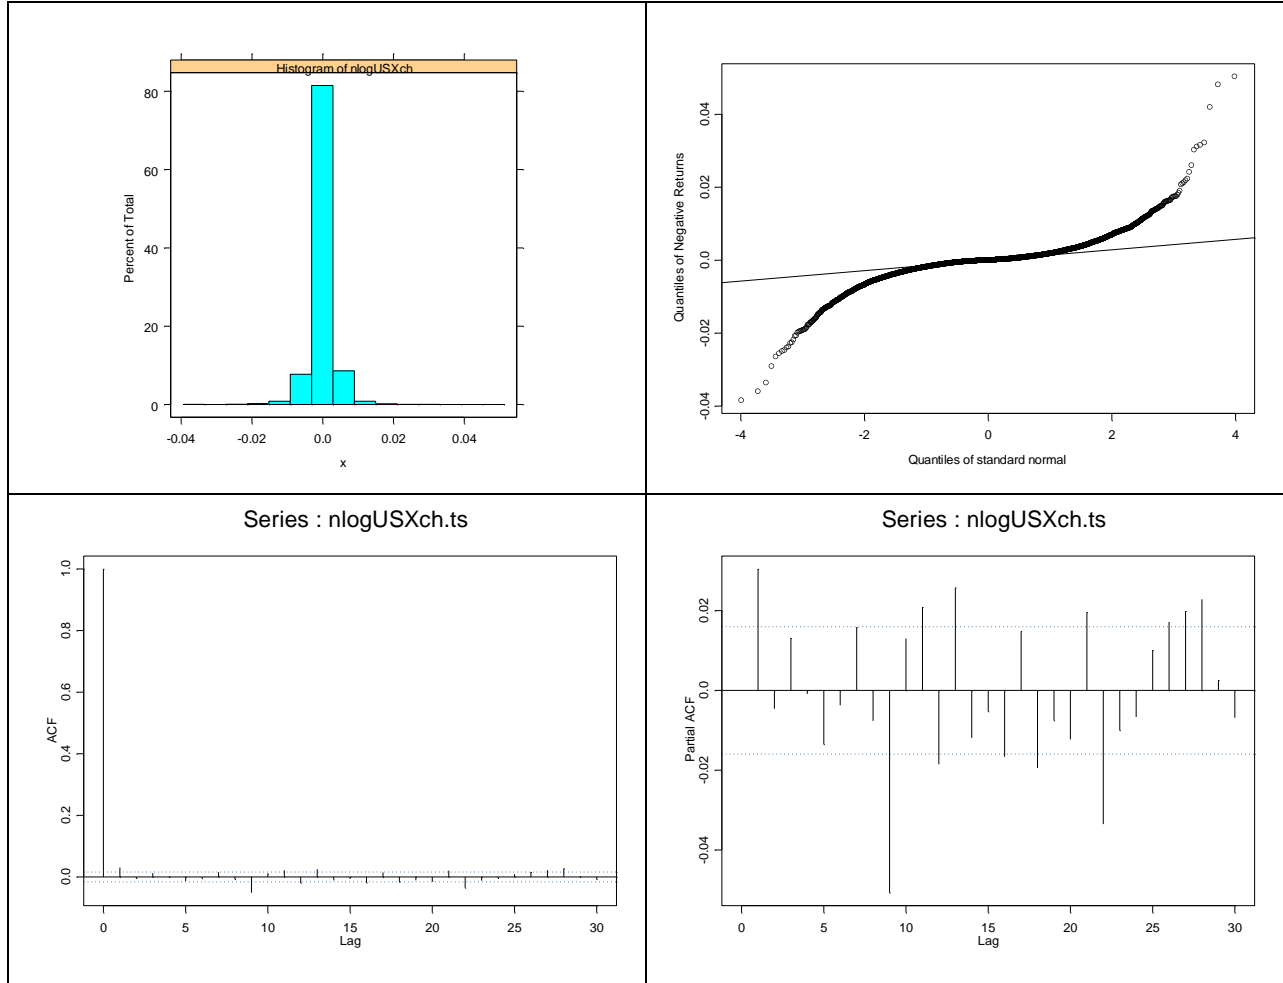 Histogram of nlogUSXch
80
60
40
20
0
Percent of Total
-0.04 -0.02 0.0 0.02 0.04
x
0.04
0.02
0.0
-0.02
-0.04
Quantiles of Negative Returns
-4 -2 0 2 4
Quantiles of standard normal
Series : nlogUSXch.ts
1.0
0.8
0.6
0.4
0.2
0.0
ACF
0 5 10 15 20 25 30
Lag
Series : nlogUSXch.ts
0.02
0.0
-0.02
-0.04
Partial ACF
0 5 10 15 20 25 30
Lag